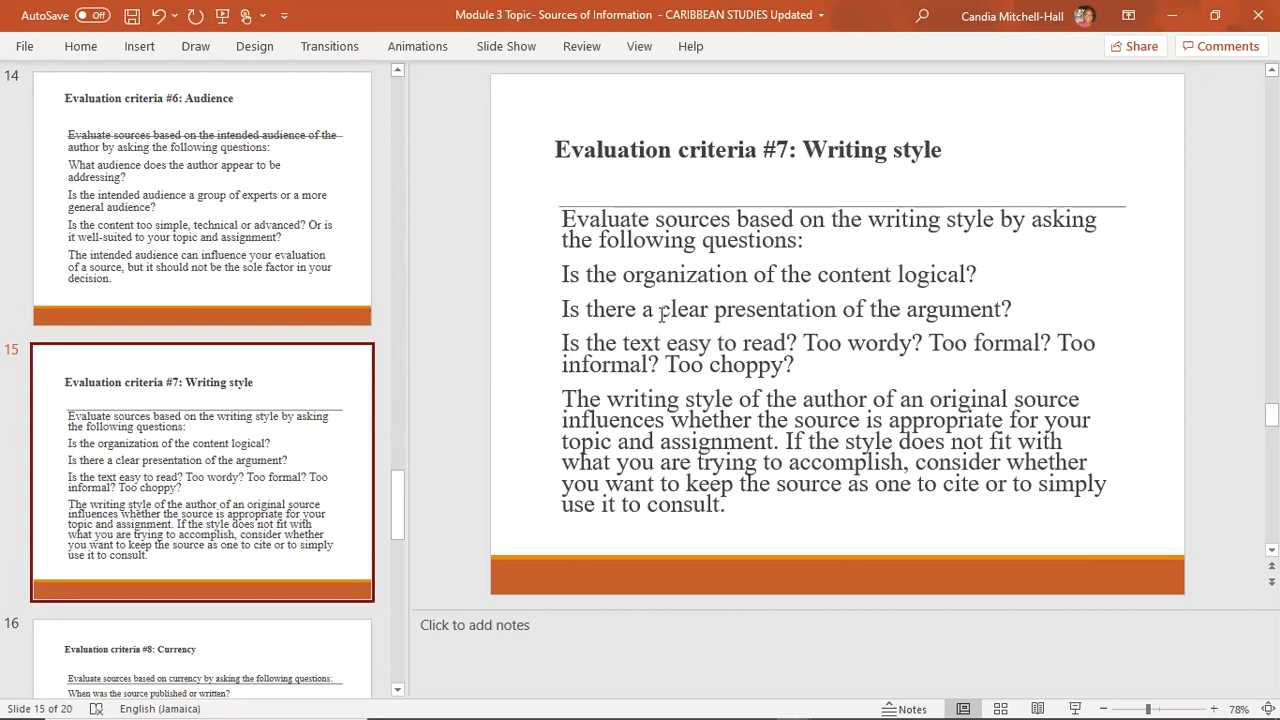 AutoSave
Off
Module 3 Topic- Sources of Information - CARIBBEAN STUDIES Updated
Candia Mitchell-Hall
File
Home
Insert
Draw
Design
Transitions
Animations
Slide Show
Review
View
Help
Share
Comments
14
Evaluation criteria #6: Audience
Evaluate sources based on the intended audience of the
author by asking the following questions:
What audience does the author appear to be
addressing?
Is the intended audience a group of experts or a more
general audience?
Is the content too simple, technical or advanced? Or is
it well-suited to your topic and assignment?
The intended audience can influence your evaluation
of a source, but it should not be the sole factor in your
decision.
15
Evaluation criteria #7: Writing style
Evaluate sources based on the writing style by asking
the following questions:
Is the organization of the content logical?
Is there a clear presentation of the argument?
Is the text easy to read? Too wordy? Too formal? Too
informal? Too choppy?
The writing style of the author of an original source
influences whether the source is appropriate for your
topic and assignment. If the style does not fit with
what you are trying to accomplish, consider whether
you want to keep the source as one to cite or to simply
use it to consult.
16
Evaluation criteria #8: Currency
Evaluate sources based on currency by asking the following questions:
When was the source published or written?
Evaluation criteria #7: Writing style
Evaluate sources based on the writing style by asking
the following questions:
Is the organization of the content logical?
Is there a clear presentation of the argument?
Is the text easy to read? Too wordy? Too formal? Too
informal? Too choppy?
The writing style of the author of an original source
influences whether the source is appropriate for your
topic and assignment. If the style does not fit with
what you are trying to accomplish, consider whether
you want to keep the source as one to cite or to simply
use it to consult.
Click to add notes
Slide 15 of 20
English (Jamaica)
Notes
78%